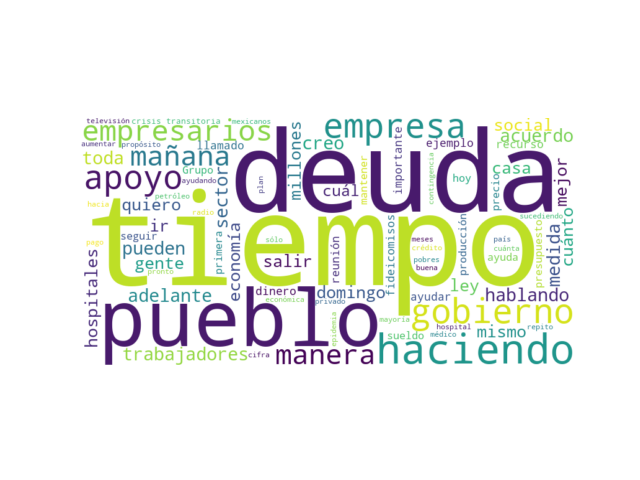 televisión crisis transitoria mexicanos
empresarios empresa social
aumentar propósito llamado creo ejemplo acuerdo recurso
toda mañana millones cuál importante casa mejor
apoyo Grupo ayudando sector deuda
plan mantener contingencia hoy precio
hacia petróleo quiero radio sucediendo
tiempo
ir seguir primera economía sólo reunión fideicomisos meses producción país cuánta presupuesto medida cuánto
pago pueden salir crédito ayuda
hospitales gente pronto pobres buena
adelante dinero domingo ayudar ley hablando
pueblo económica privado gobierno
epidemia mayoría sueldo hospital mismo repito
trabajadores cifra manera médico haciendo